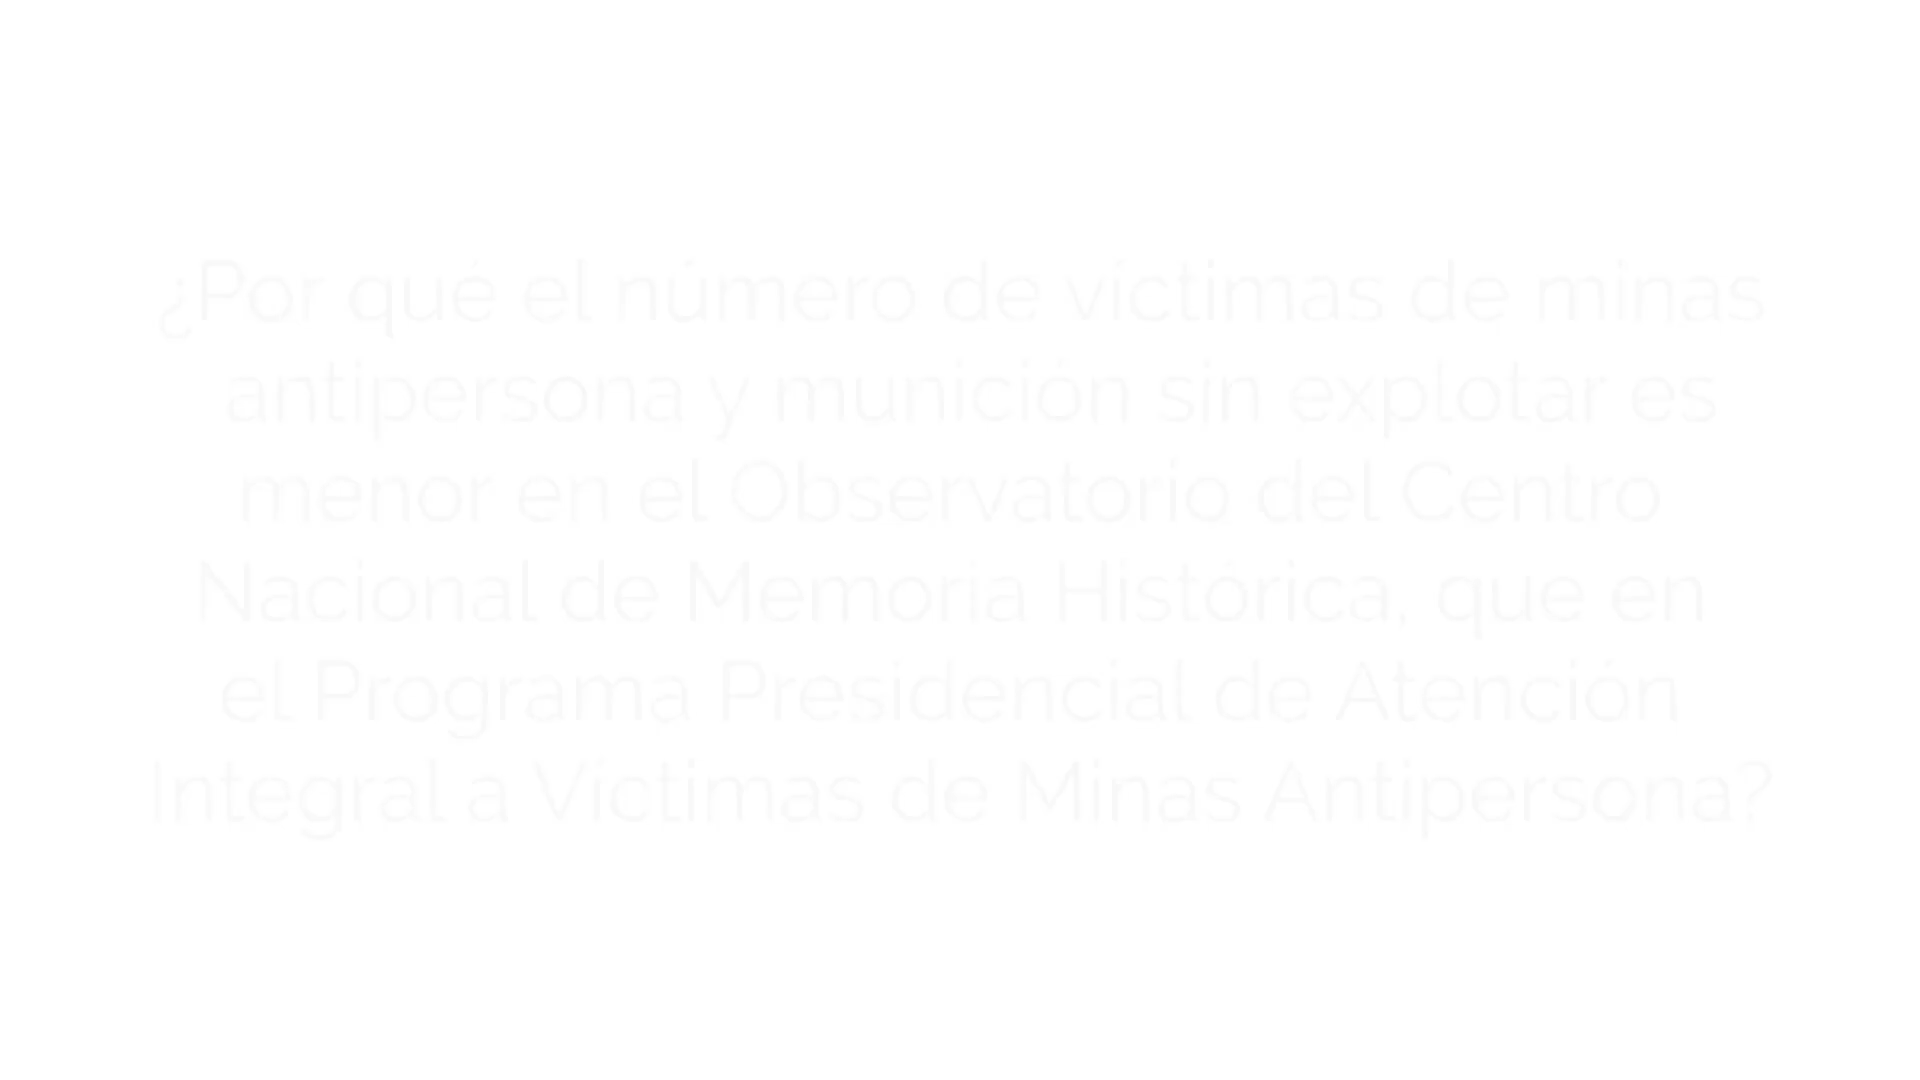 ¿Por qué el número de víctimas de minas
antipersona y munición sin explotar es
menor en el Observatorio del Centro
Nacional de Memoria Histórica, que en
el Programa Presidencial de Atención
Integral a Víctimas de Minas Antipersona?